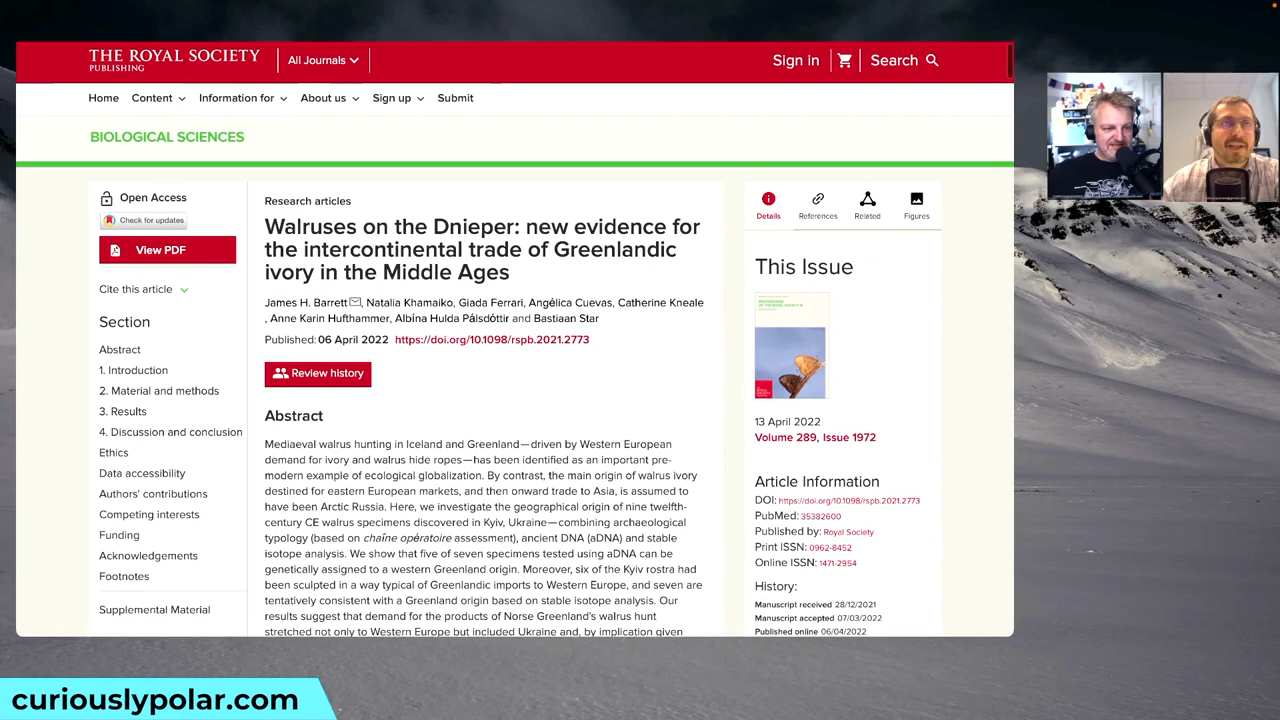 THE ROYAL SOCIETY
PUBLISHING
All Journals
Sign in
Search
Home
Content
Information for
About us
Sign up
Submit
BIOLOGICAL SCIENCES
Open Access
Check for updates
View PDF
Cite this article
Section
Abstract
1. Introduction
2. Material and methods
3. Results
4. Discussion and conclusion
Ethics
Data accessibility
Authors' contributions
Competing interests
Funding
Acknowledgements
Footnotes
Supplemental Material
Research articles
Walruses on the Dnieper: new evidence for
the intercontinental trade of Greenlandic
ivory in the Middle Ages
James H. Barrett, Natalia Khamaiko, Giada Ferrari, Angélica Cuevas, Catherine Kneale
, Anne Karin Hufthammer, Albína Hulda Pálsdóttir and Bastiaan Star
Published: 06 April 2022 https://doi.org/10.1098/rspb.2021.2773
Review history
Abstract
Mediaeval walrus hunting in Iceland and Greenland—driven by Western European
demand for ivory and walrus hide ropes—has been identified as an important pre-
modern example of ecological globalization. By contrast, the main origin of walrus ivory
destined for eastern European markets, and then onward trade to Asia, is assumed to
have been Arctic Russia. Here, we investigate the geographical origin of nine twelfth-
century CE walrus specimens discovered in Kyiv, Ukraine—combining archaeological
typology (based on chaîne opératoire assessment), ancient DNA (aDNA) and stable
isotope analysis. We show that five of seven specimens tested using aDNA can be
genetically assigned to a western Greenland origin. Moreover, six of the Kyiv rostra had
been sculpted in a way typical of Greenlandic imports to Western Europe, and seven are
tentatively consistent with a Greenland origin based on stable isotope analysis. Our
results suggest that demand for the products of Norse Greenland's walrus hunt
stretched not only to Western Europe but included Ukraine and, by implication given
Details
References
Related
Figures
This Issue
13 April 2022
Volume 289, Issue 1972
Article Information
DOI: https://doi.org/10.1098/rspb.2021.2773
PubMed: 35382600
Published by: Royal Society
Print ISSN: 0962-8452
Online ISSN: 1471-2954
History:
Manuscript received 28/12/2021
Manuscript accepted 07/03/2022
Published online 06/04/2022
curiouslypolar.com